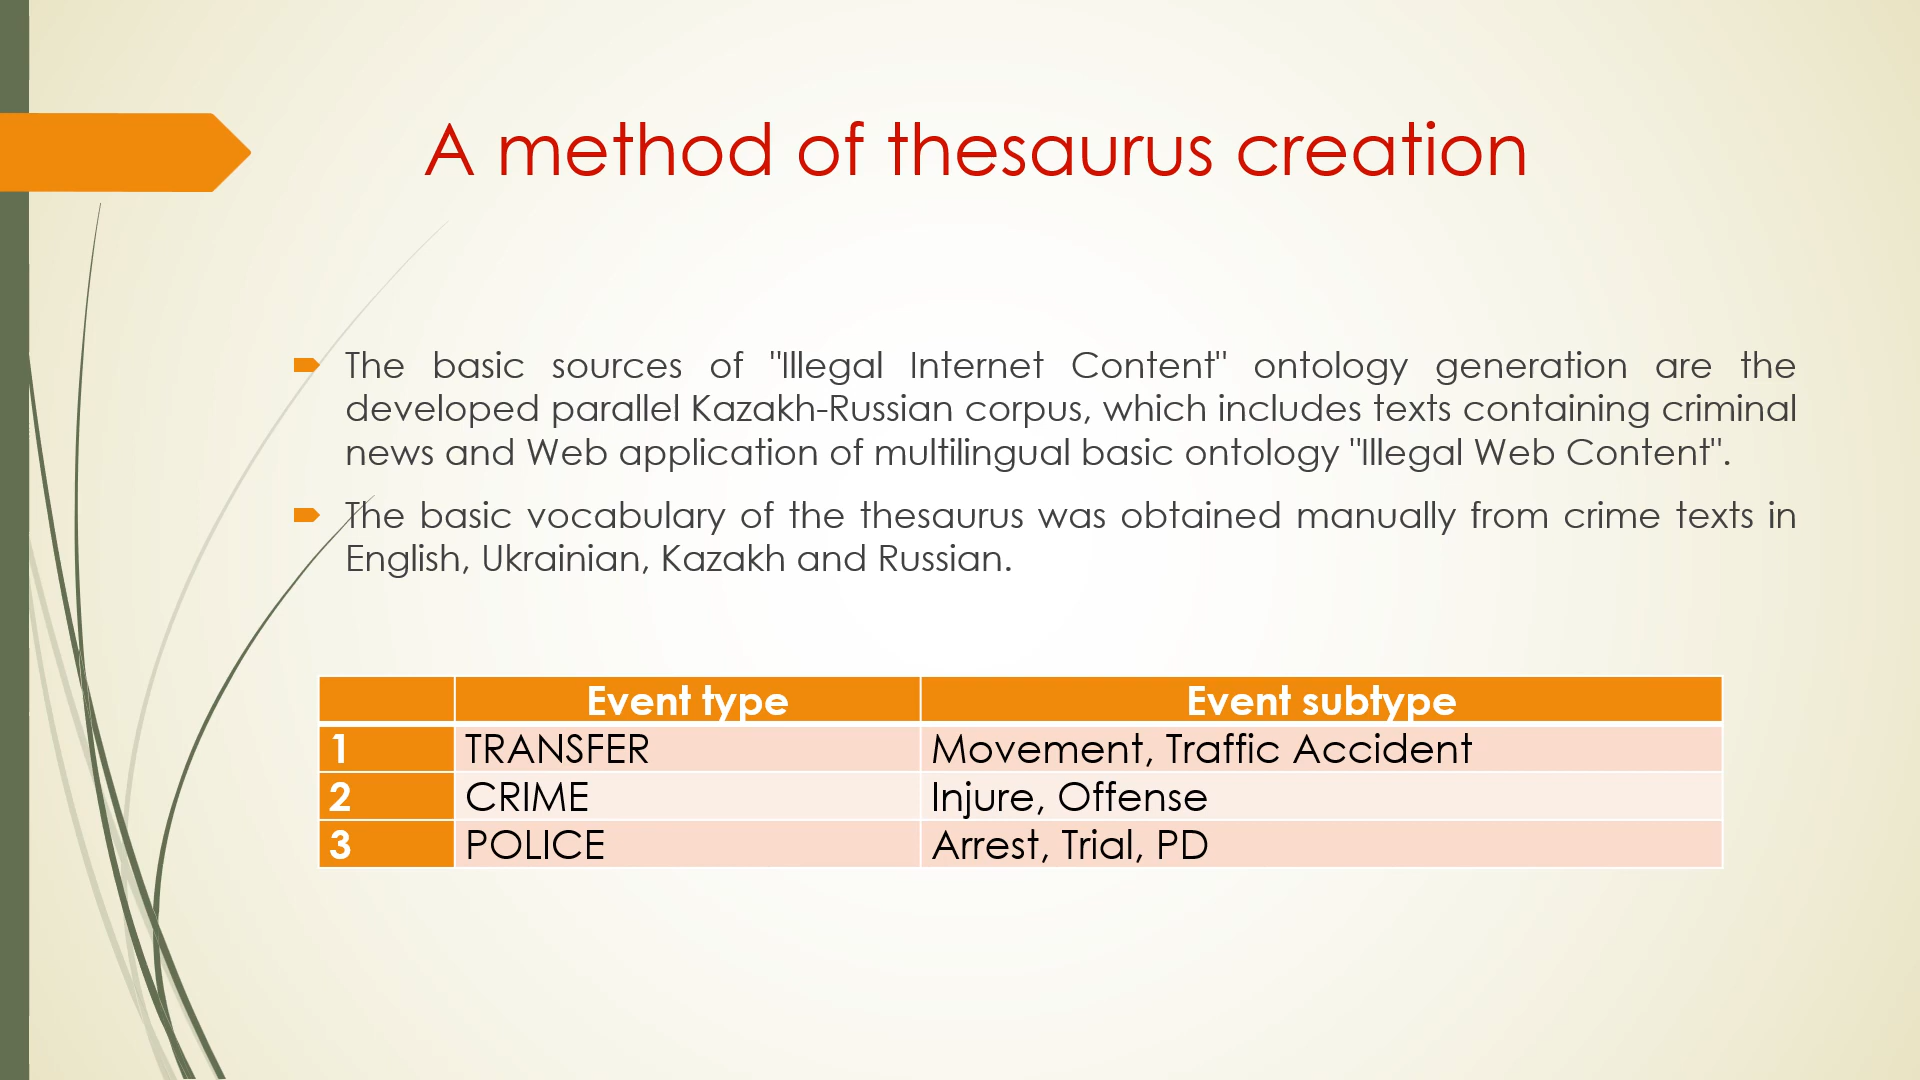 A method of thesaurus creation
The basic sources of "Illegal Internet Content" ontology generation are the
developed parallel Kazakh-Russian corpus, which includes texts containing criminal
news and Web application of multilingual basic ontology "Illegal Web Content".
The basic vocabulary of the thesaurus was obtained manually from crime texts in
English, Ukrainian, Kazakh and Russian.
Event type Event subtype
1 TRANSFER Movement, Traffic Accident
2 CRIME Injure, Offense
3 POLICE Arrest, Trial, PD